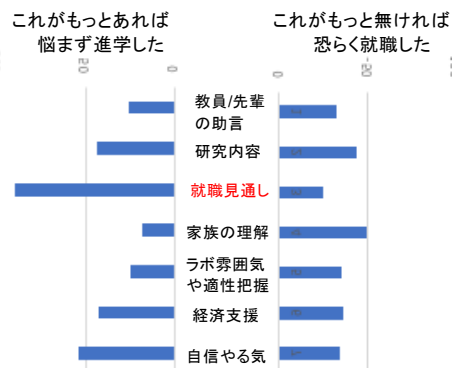 これがもっとあれば
悩まず進学した
これがもっと無ければ
恐らく就職した
20
0
0
-20
教員/先輩
の助言
研究内容
就職見通し
家族の理解
ラボ雰囲気
や適性把握
経済支援
自信やる気